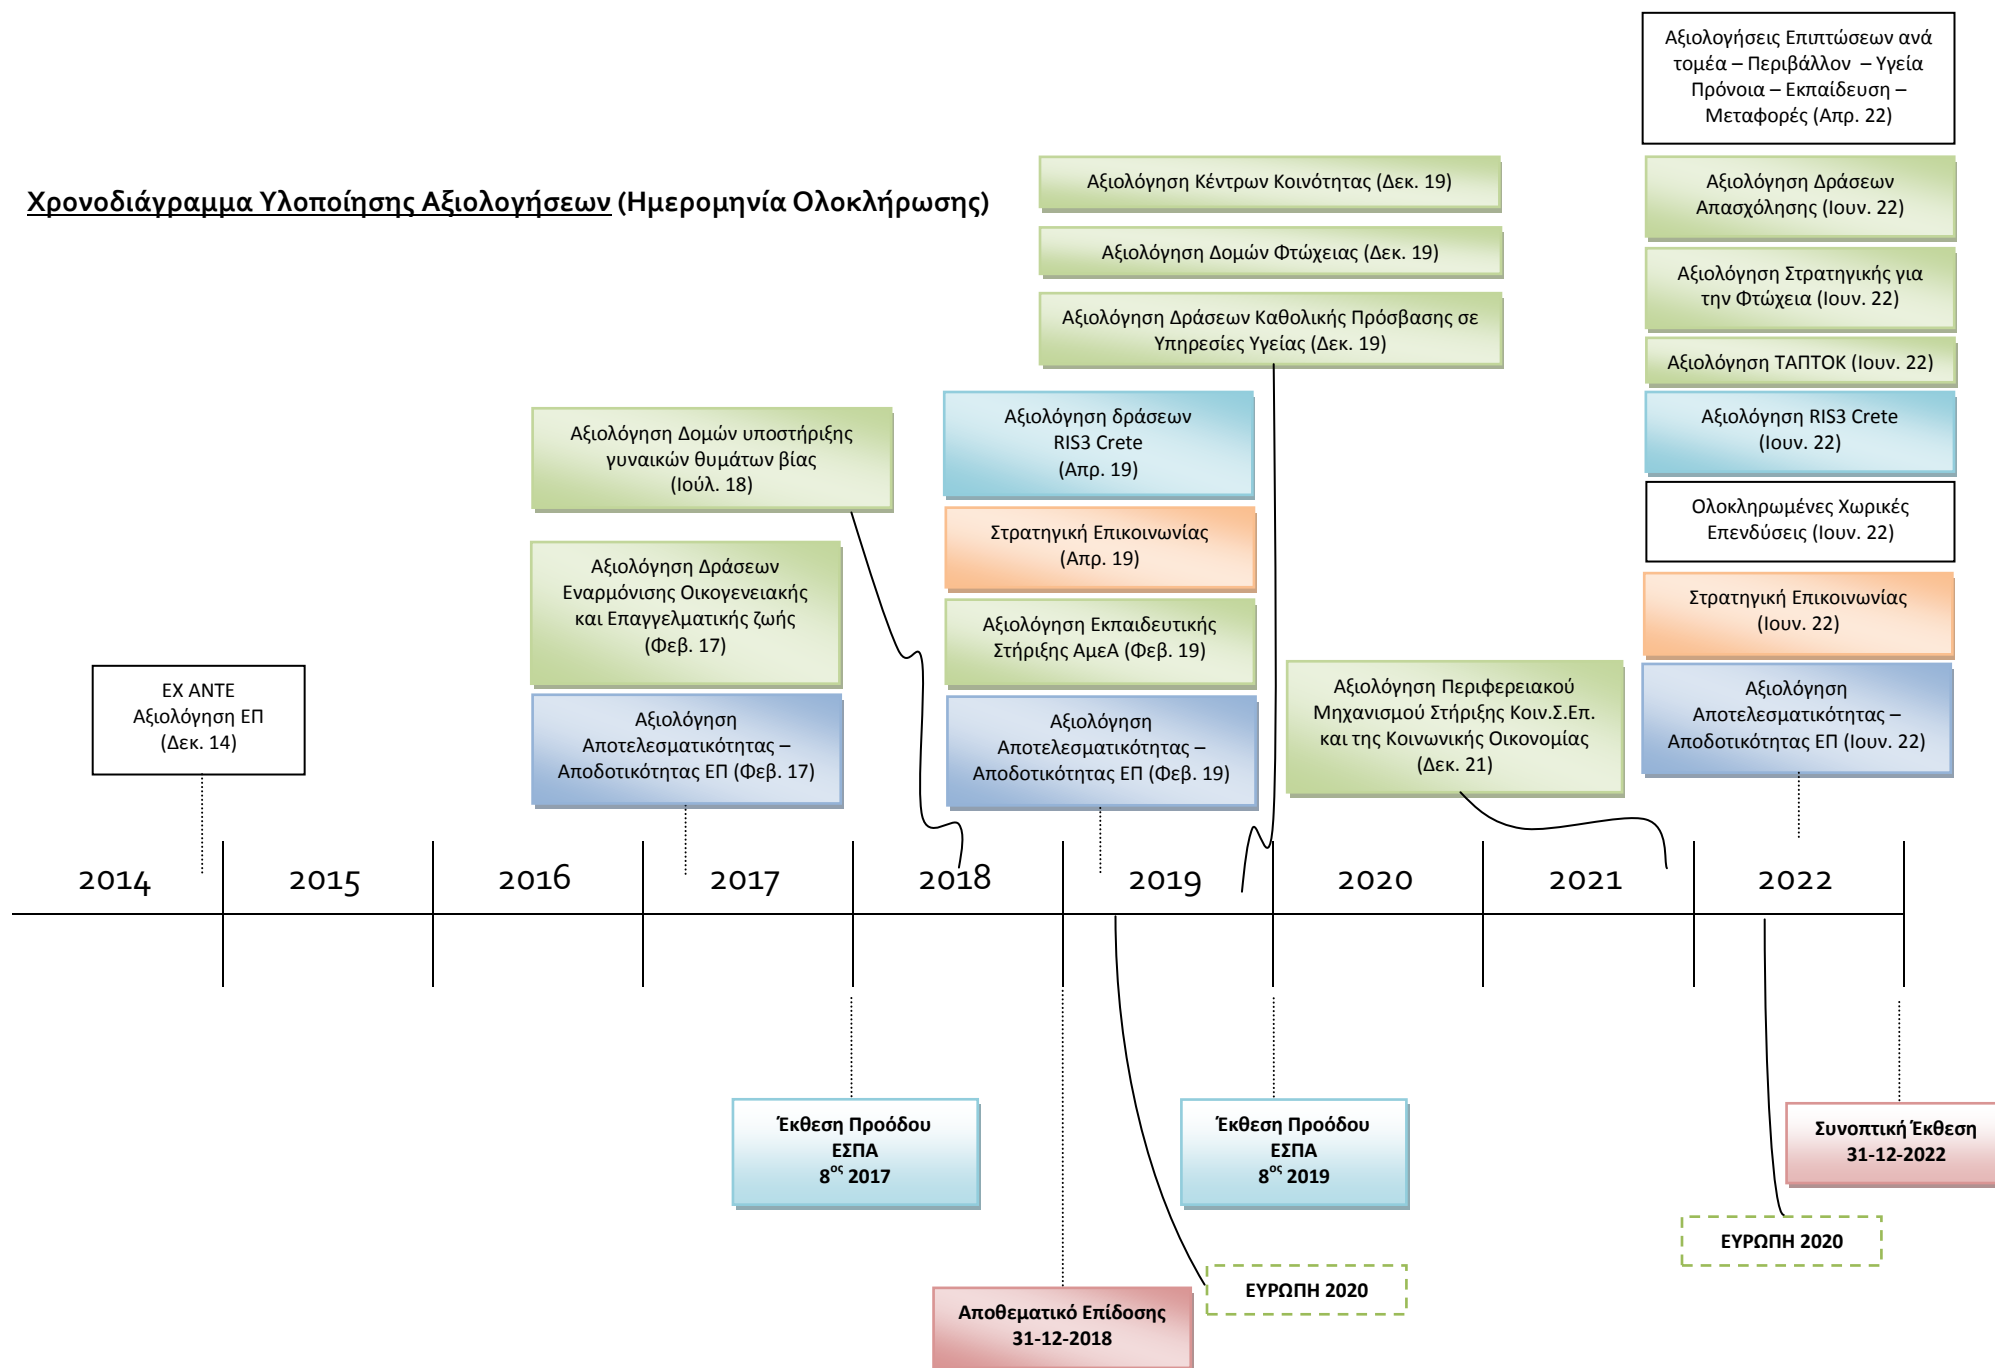 Χρονοδιάγραμμα Υλοποίησης Αξιολογήσεων (Ημερομηνία Ολοκλήρωσης)
Αξιολογήσεις Επιπτώσεων ανά
τομέα – Περιβάλλον – Υγεία
Πρόνοια – Εκπαίδευση –
Μεταφορές (Απρ. 22)
Αξιολόγηση Κέντρων Κοινότητας (Δεκ. 19)
Αξιολόγηση Δομών Φτώχειας (Δεκ. 19)
Αξιολόγηση Δράσεων Καθολικής Πρόσβασης σε
Υπηρεσίες Υγείας (Δεκ. 19)
Αξιολόγηση Δράσεων
Απασχόλησης (Ιουν. 22)
Αξιολόγηση Στρατηγικής για
την Φτώχεια (Ιουν. 22)
Αξιολόγηση ΤΑΠΤΟΚ (Ιουν. 22)
Αξιολόγηση RIS3 Crete
(Ιουν. 22)
Ολοκληρωμένες Χωρικές
Επενδύσεις (Ιουν. 22)
Στρατηγική Επικοινωνίας
(Ιουν. 22)
Αξιολόγηση
Αποτελεσματικότητας –
Αποδοτικότητας ΕΠ (Ιουν. 22)
Αξιολόγηση Δομών υποστήριξης
γυναικών θυμάτων βίας
(Ιούλ. 18)
Αξιολόγηση Δράσεων
Εναρμόνισης Οικογενειακής
και Επαγγελματικής ζωής
(Φεβ. 17)
Αξιολόγηση
Αποτελεσματικότητας –
Αποδοτικότητας ΕΠ (Φεβ. 17)
Αξιολόγηση δράσεων
RIS3 Crete
(Απρ. 19)
Στρατηγική Επικοινωνίας
(Απρ. 19)
Αξιολόγηση Εκπαιδευτικής
Στήριξης ΑμεΑ (Φεβ. 19)
Αξιολόγηση
Αποτελεσματικότητας –
Αποδοτικότητας ΕΠ (Φεβ. 19)
Αξιολόγηση Περιφερειακού
Μηχανισμού Στήριξης Κοιν.Σ.Επ.
και της Κοινωνικής Οικονομίας
(Δεκ. 21)
EX ANTE
Αξιολόγηση ΕΠ
(Δεκ. 14)
2014 2015 2016 2017 2018 2019 2020 2021 2022
Έκθεση Προόδου
ΕΣΠΑ
8ος 2017
Έκθεση Προόδου
ΕΣΠΑ
8ος 2019
Συνοπτική Έκθεση
31-12-2022
ΕΥΡΩΠΗ 2020
ΕΥΡΩΠΗ 2020
Αποθεματικό Επίδοσης
31-12-2018